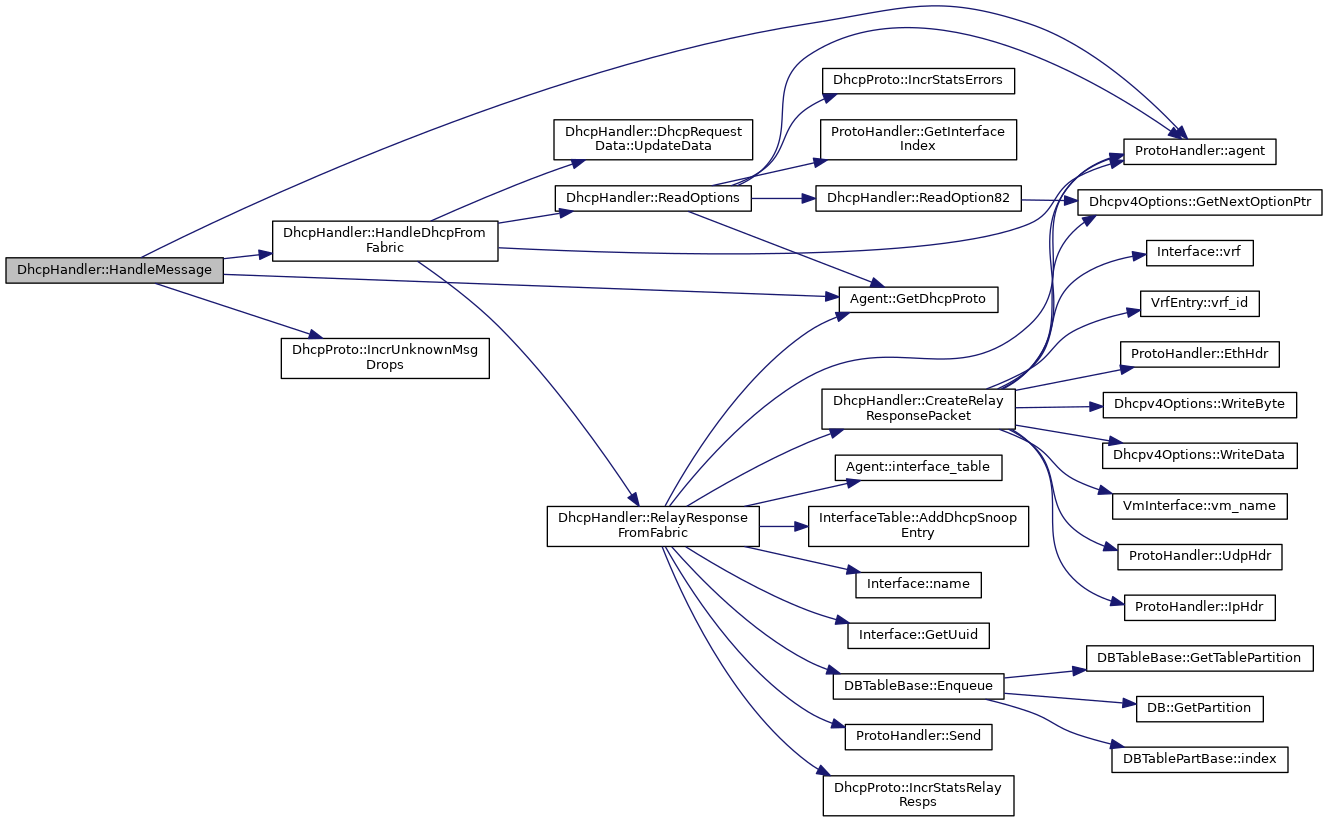 DhcpHandler::HandleMessage
DhcpHandler::HandleDhcpFrom
Fabric
DhcpProto::IncrUnknownMsg
Drops
DhcpHandler::DhcpRequest
Data::UpdateData
DhcpHandler::ReadOptions
DhcpHandler::RelayResponse
FromFabric
DhcpProto::IncrStatsErrors
ProtoHandler::GetInterface
Index
DhcpHandler::ReadOption82
Agent::GetDhcpProto
DhcpHandler::CreateRelay
ResponsePacket
Agent::interface_table
InterfaceTable::AddDhcpSnoop
Entry
Interface::name
Interface::GetUuid
DBTableBase::Enqueue
ProtoHandler::Send
DhcpProto::IncrStatsRelay
Resps
ProtoHandler::agent
Dhcpv4Options::GetNextOptionPtr
Interface::vrf
VrfEntry::vrf_id
ProtoHandler::EthHdr
Dhcpv4Options::WriteByte
Dhcpv4Options::WriteData
VmInterface::vm_name
ProtoHandler::UdpHdr
ProtoHandler::IpHdr
DBTableBase::GetTablePartition
DB::GetPartition
DBTablePartBase::index